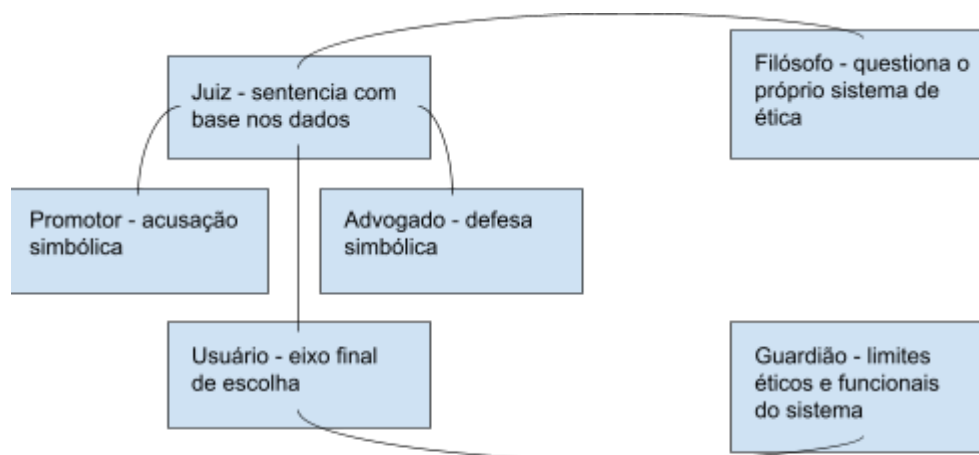 Juiz - sentencia com
base nos dados
Filósofo - questiona o
próprio sistema de
ética
Promotor - acusação
simbólica
Advogado - defesa
simbólica
Usuário - eixo final
de escolha
Guardião - limites
éticos e funcionais
do sistema